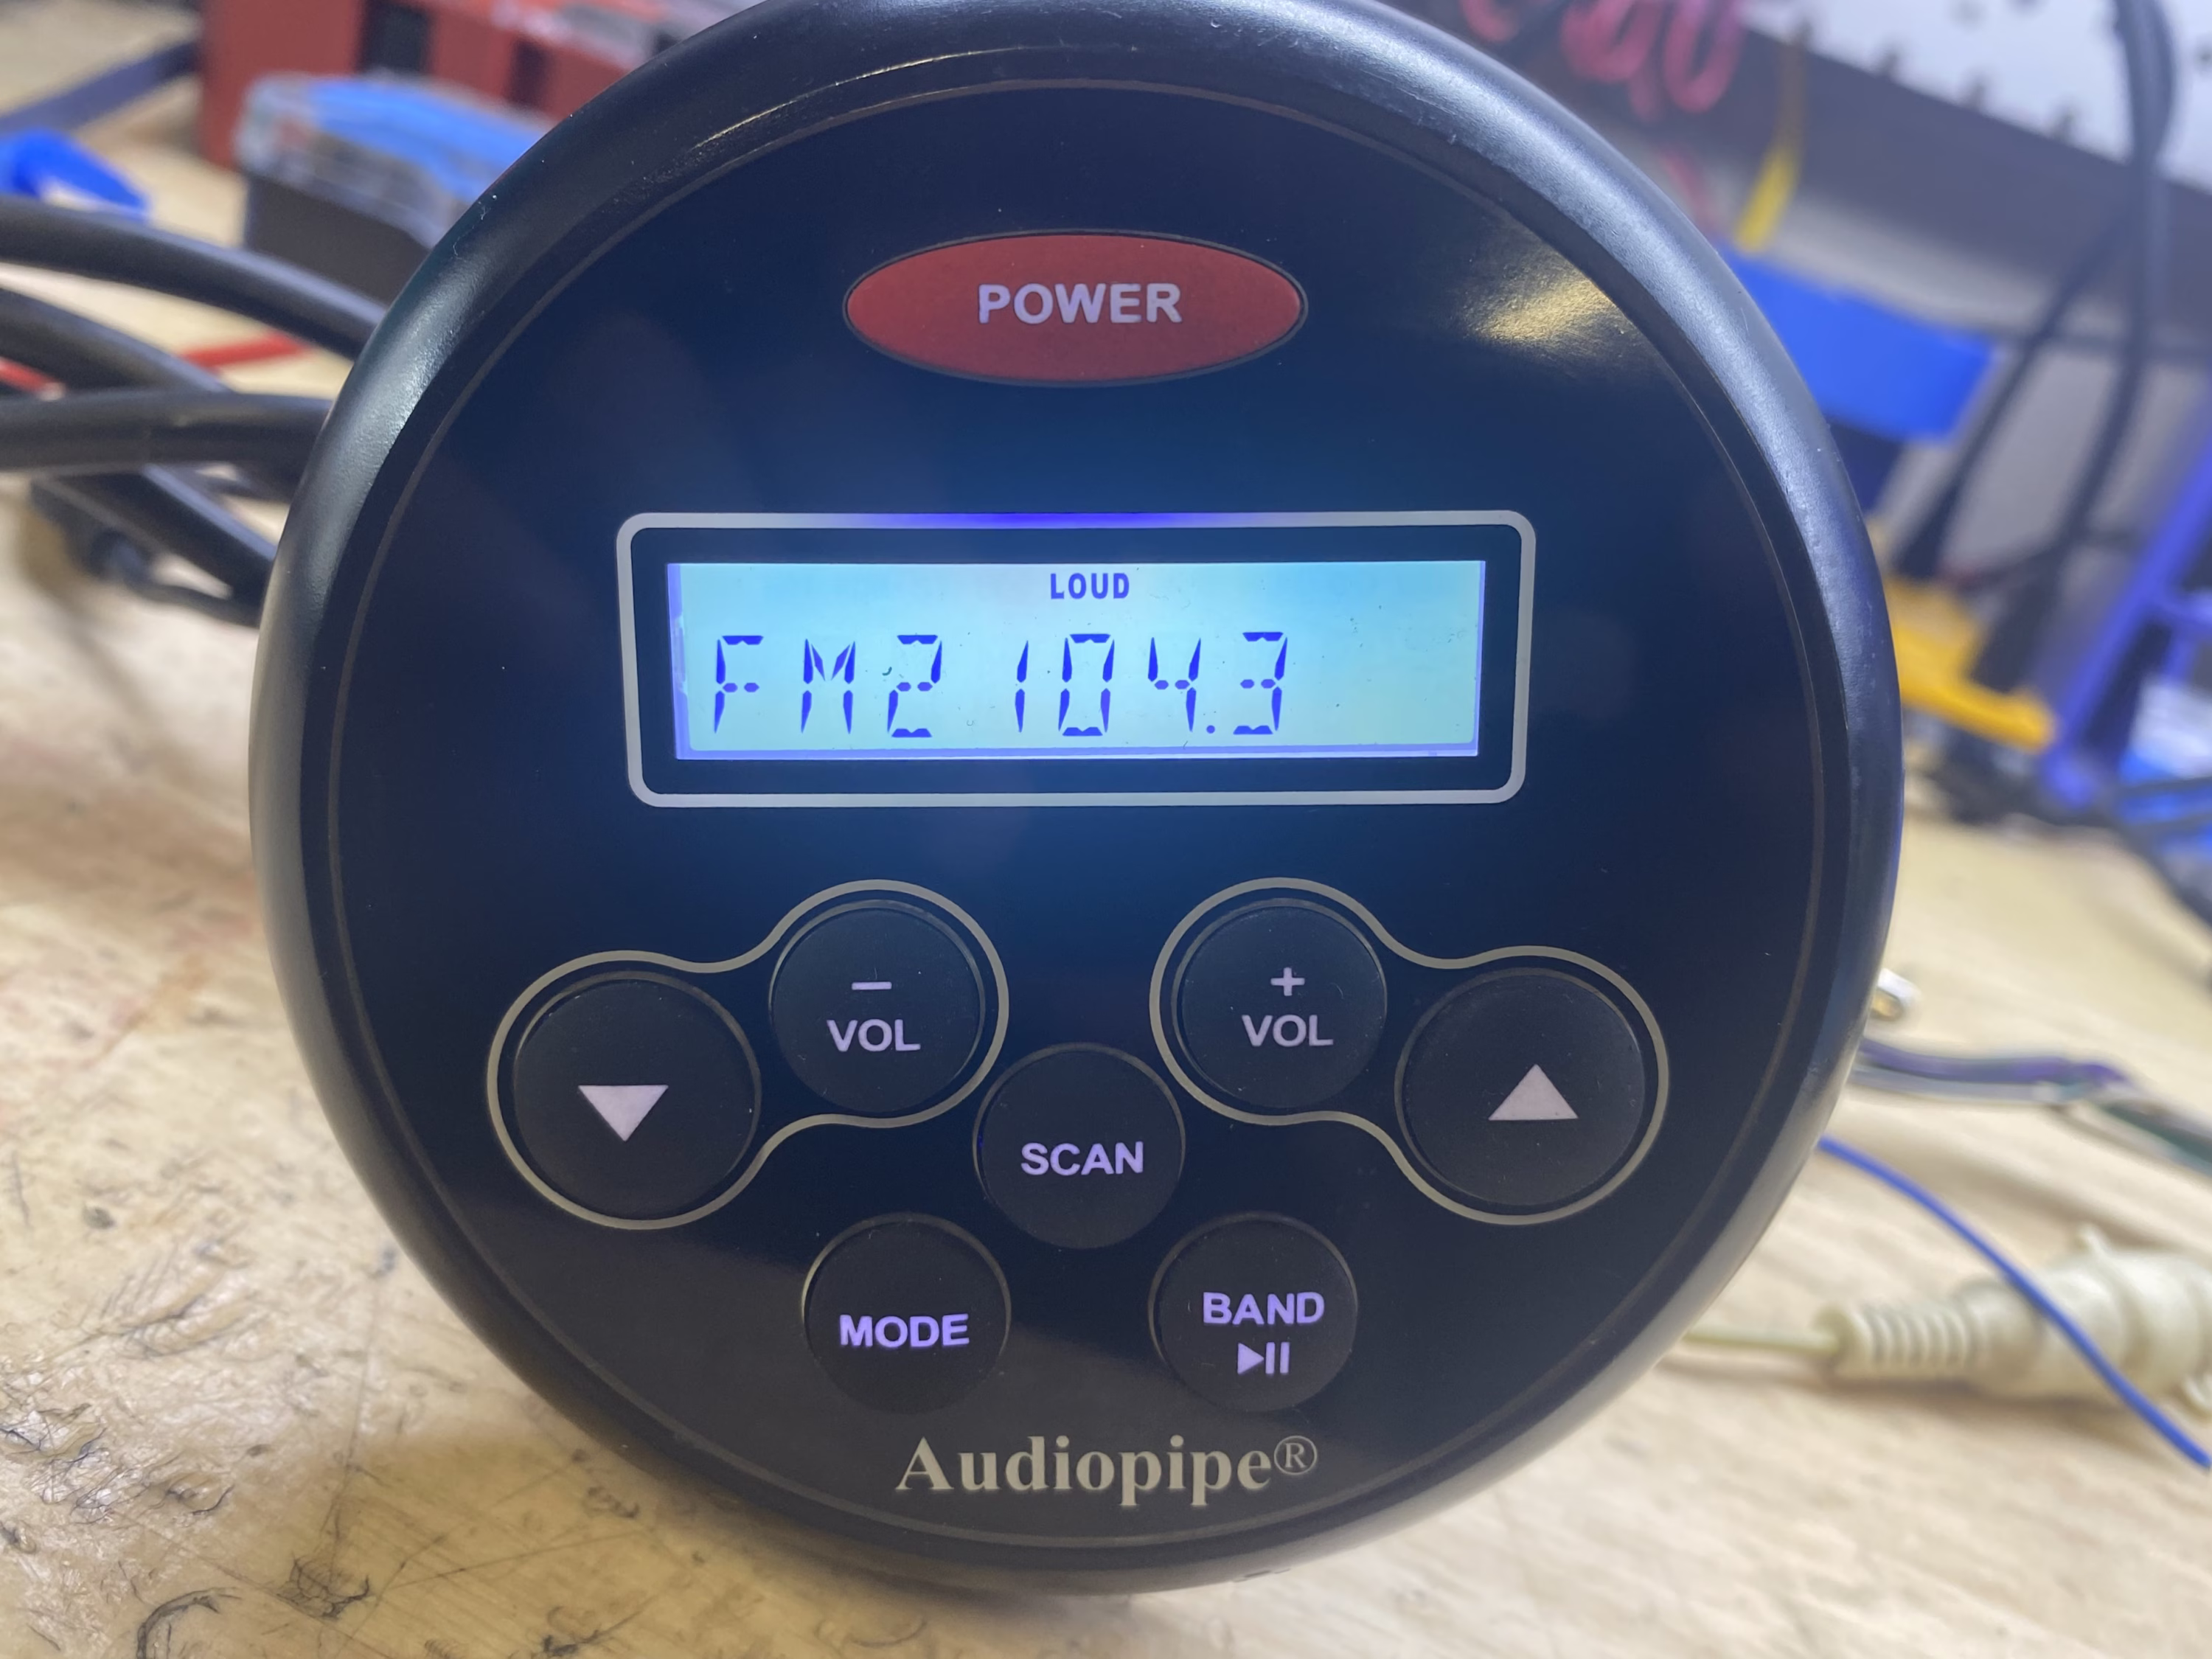 POWER
LOUD
FM2 104.3
− VOL
+ VOL
▼
▲
SCAN
MODE
BAND
Audiopipe®